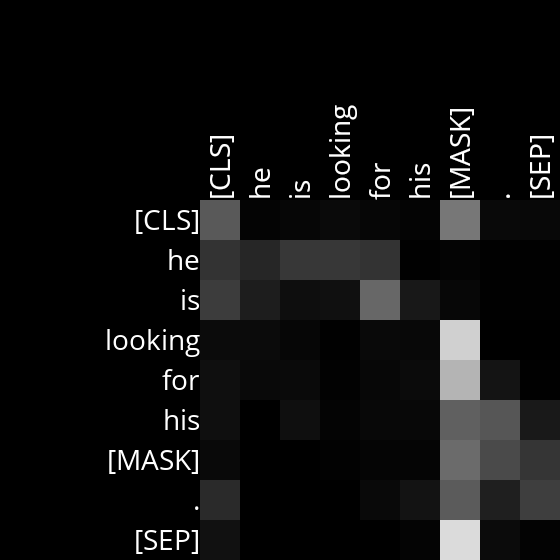 [CLS] he is looking for his [MASK] . [SEP]
[CLS]
he
is
looking
for
his
[MASK]
.
[SEP]